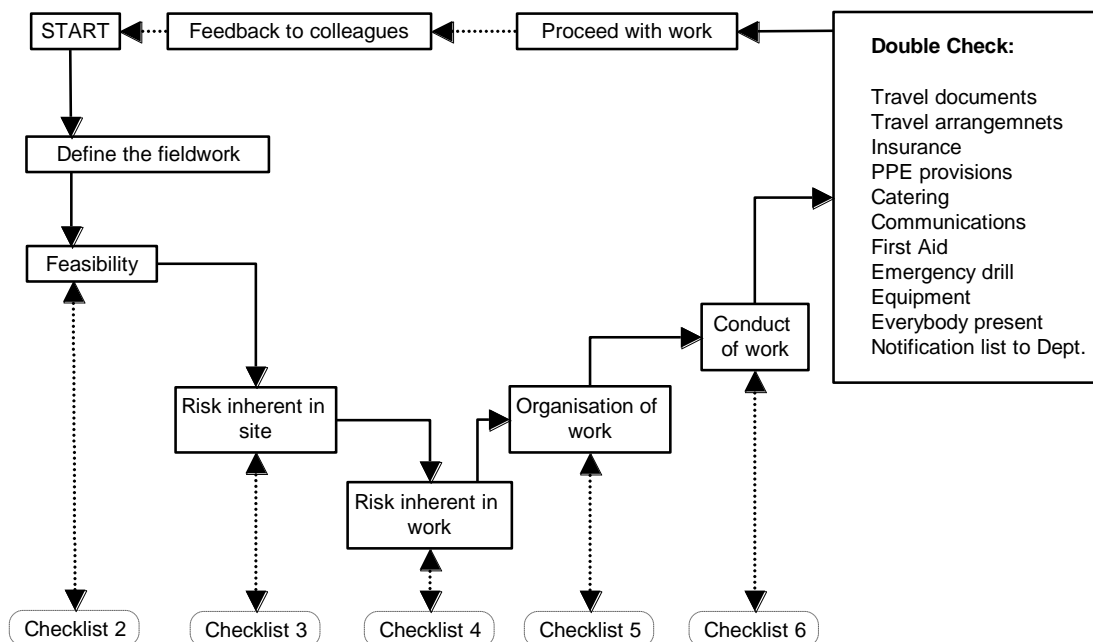 START
Feedback to colleagues
Proceed with work
Double Check:
Travel documents
Travel arrangemnets
Insurance
PPE provisions
Catering
Communications
First Aid
Emergency drill
Equipment
Everybody present
Notification list to Dept.
Define the fieldwork
Feasibility
Conduct
of work
Risk inherent in
site
Organisation of
work
Risk inherent in
work
Checklist 2
Checklist 3
Checklist 4
Checklist 5
Checklist 6